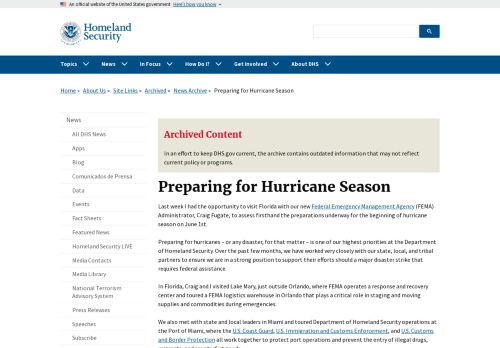 An official website of the United States government Here's how you know
Homeland
Security
Topics News In Focus How Do I? Get Involved About DHS
Home » About Us » Site Links » Archived » News Archive » Preparing for Hurricane Season
News
All DHS News
Apps
Blog
Comunicados de Prensa
Data
Events
Fact Sheets
Featured News
Homeland Security LIVE
Media Contacts
Media Library
National Terrorism
Advisory System
Press Releases
Speeches
Subscribe
Archived Content
In an effort to keep DHS.gov current, the archive contains outdated information that may not reflect
current policy or programs.
Preparing for Hurricane Season
Last week I had the opportunity to visit Florida with our new Federal Emergency Management Agency (FEMA)
Administrator, Craig Fugate, to assess firsthand the preparations underway for the beginning of hurricane
season on June 1st.
Preparing for hurricanes – or any disaster, for that matter – is one of our highest priorities at the Department
of Homeland Security. Over the past few months, we have worked very closely with our state, local, and tribal
partners to ensure we are in a strong position to support their efforts should a major disaster strike that
requires federal assistance.
In Florida, Craig and I visited Lake Mary, just outside Orlando, where FEMA operates a response and recovery
center and toured a FEMA logistics warehouse in Orlando that plays a critical role in staging and moving
supplies and commodities during emergencies.
We also met with state and local leaders in Miami and toured Department of Homeland Security operations at
the Port of Miami, where the U.S. Coast Guard, U.S. Immigration and Customs Enforcement, and U.S. Customs
and Border Protection all work together to protect port operations and prevent the entry of illegal drugs,